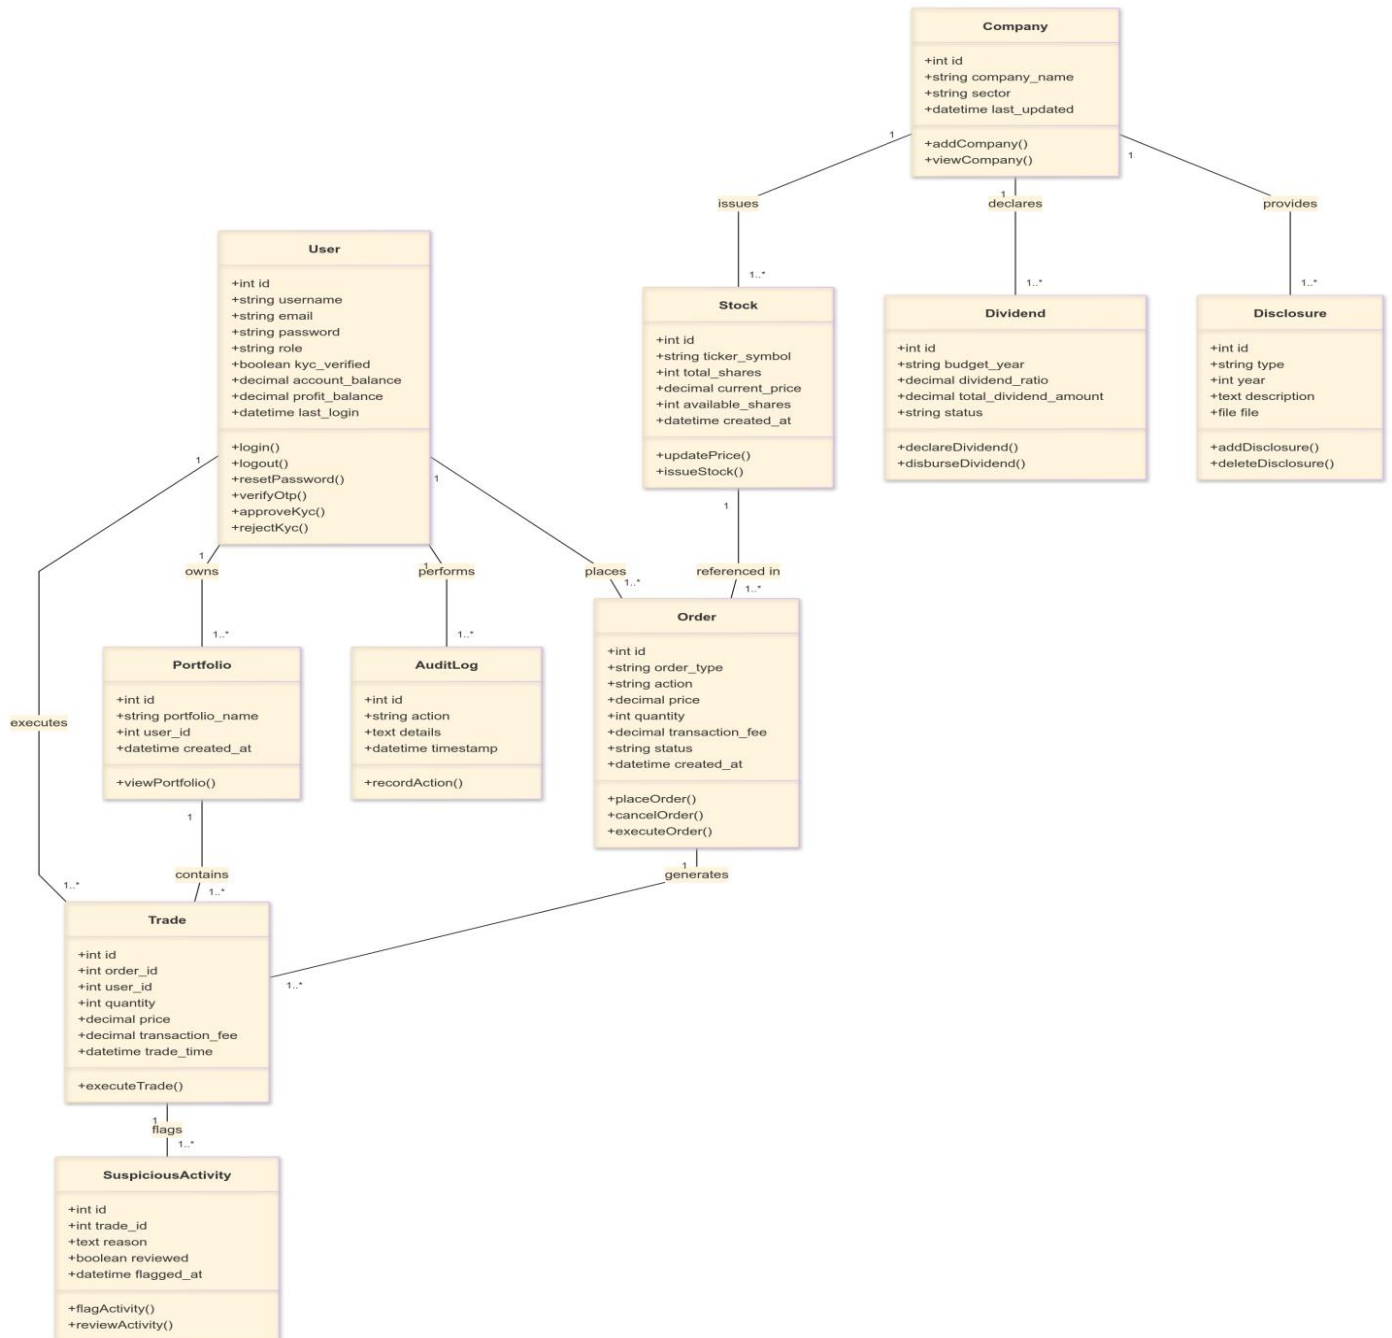 Company
+int id
+string company_name
+string sector
+datetime last_updated
+addCompany()
+viewCompany()
1
1
1
issues
declares
provides
1..*
1..*
1..*
User
+int id
+string username
+string email
+string password
+string role
+boolean kyc_verified
+decimal account_balance
+decimal profit_balance
+datetime last_login
+login()
+logout()
+resetPassword()
+verifyOtp()
+approveKyc()
+rejectKyc()
Stock
+int id
+string ticker_symbol
+int total_shares
+decimal current_price
+int available_shares
+datetime created_at
+updatePrice()
+issueStock()
Dividend
+int id
+string budget_year
+decimal dividend_ratio
+decimal total_dividend_amount
+string status
+declareDividend()
+disburseDividend()
Disclosure
+int id
+string type
+int year
+text description
+file file
+addDisclosure()
+deleteDisclosure()
1
1
1
1
1
owns
performs
places
referenced in
1..*
1..*
1..*
1..*
executes
Portfolio
+int id
+string portfolio_name
+int user_id
+datetime created_at
+viewPortfolio()
AuditLog
+int id
+string action
+text details
+datetime timestamp
+recordAction()
Order
+int id
+string order_type
+string action
+decimal price
+int quantity
+decimal transaction_fee
+string status
+datetime created_at
+placeOrder()
+cancelOrder()
+executeOrder()
1
1
contains
generates
1..*
1..*
1..*
Trade
+int id
+int order_id
+int user_id
+int quantity
+decimal price
+decimal transaction_fee
+datetime trade_time
+executeTrade()
1
flags
1..*
SuspiciousActivity
+int id
+int trade_id
+text reason
+boolean reviewed
+datetime flagged_at
+flagActivity()
+reviewActivity()